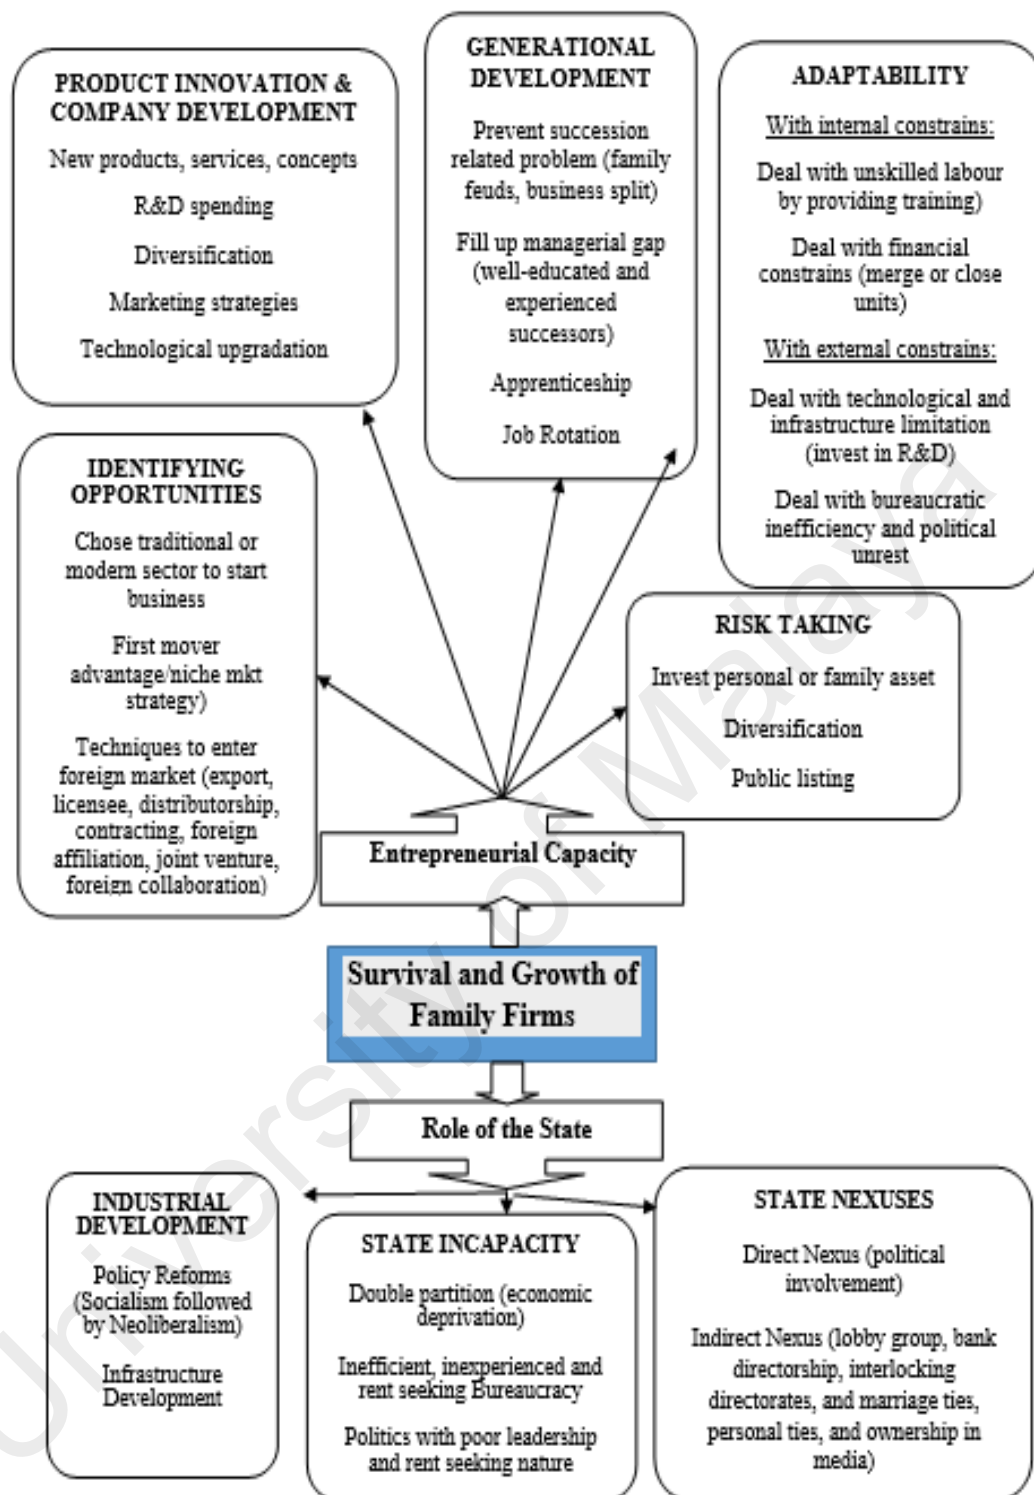 PRODUCT INNOVATION &
COMPANY DEVELOPMENT
New products, services, concepts
R&D spending
Diversification
Marketing strategies
Technological upgradation
GENERATIONAL
DEVELOPMENT
Prevent succession
related problem (family
feuds, business split)
Fill up managerial gap
(well-educated and
experienced
successors)
Apprenticeship
Job Rotation
ADAPTABILITY
With internal constrains:
Deal with unskilled labour
by providing training)
Deal with financial
constrains (merge or close
units)
With external constrains:
Deal with technological and
infrastructure limitation
(invest in R&D)
Deal with bureaucratic
inefficiency and political
unrest
IDENTIFYING
OPPORTUNITIES
Chose traditional or
modern sector to start
business
First mover
advantage/niche mkt
strategy)
Techniques to enter
foreign market (export,
licensee, distributorship,
contracting, foreign
affiliation, joint venture,
foreign collaboration)
RISK TAKING
Invest personal or family asset
Diversification
Public listing
Entrepreneurial Capacity
Survival and Growth of
Family Firms
Role of the State
INDUSTRIAL
DEVELOPMENT
Policy Reforms
(Socialism followed
by Neoliberalism)
Infrastructure
Development
STATE INCAPACITY
Double partition (economic
deprivation)
Inefficient, inexperienced and
rent seeking Bureaucracy
Politics with poor leadership
and rent seeking nature
STATE NEXUSES
Direct Nexus (political
involvement)
Indirect Nexus (lobby group, bank
directorship, interlocking
directorates, and marriage ties,
personal ties, and ownership in
media)
University of Malaya